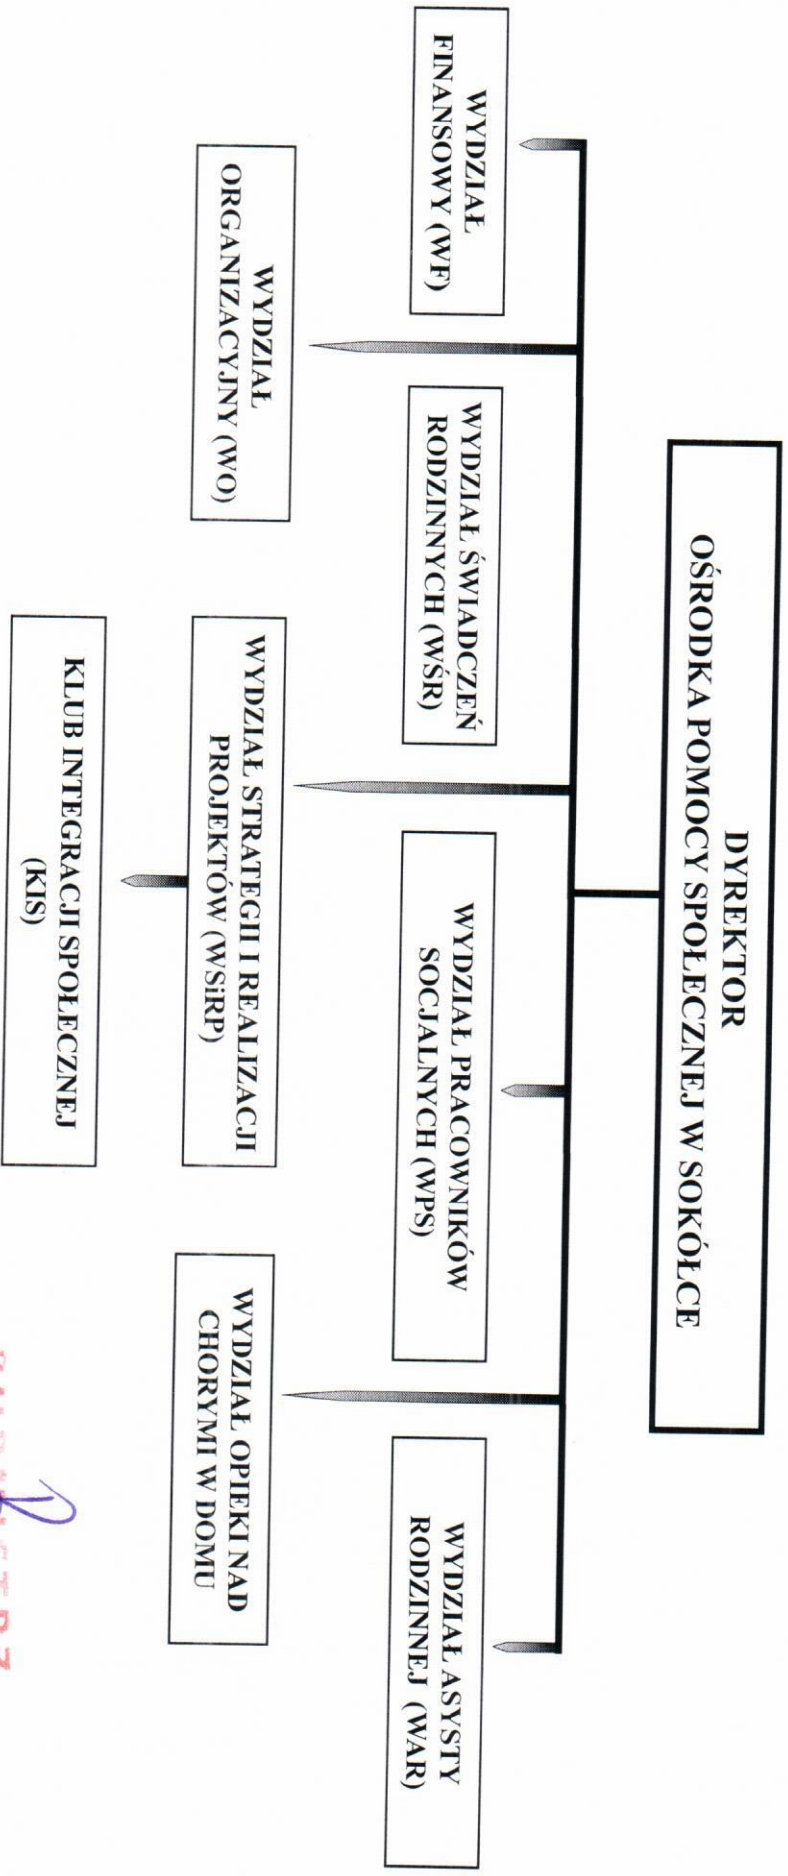 DYREKTOR
OŚRODKA POMOCY SPOŁECZNEJ W SOKÓŁCE
WYDZIAŁ
FINANSOWY (WF)
WYDZIAŁ ŚWIADCZEŃ
RODZINNYCH (WŚR)
WYDZIAŁ PRACOWNIKÓW
SOCJALNYCH (WPS)
WYDZIAŁ ASYSTY
RODZINNEJ (WAR)
WYDZIAŁ
ORGANIZACYJNY (WO)
WYDZIAŁ STRATEGII I REALIZACJI
PROJEKTÓW (WSiRP)
WYDZIAŁ OPIEKI NAD
CHORYMI W DOMU
KLUB INTEGRACJI SPOŁECZNEJ
(KIS)